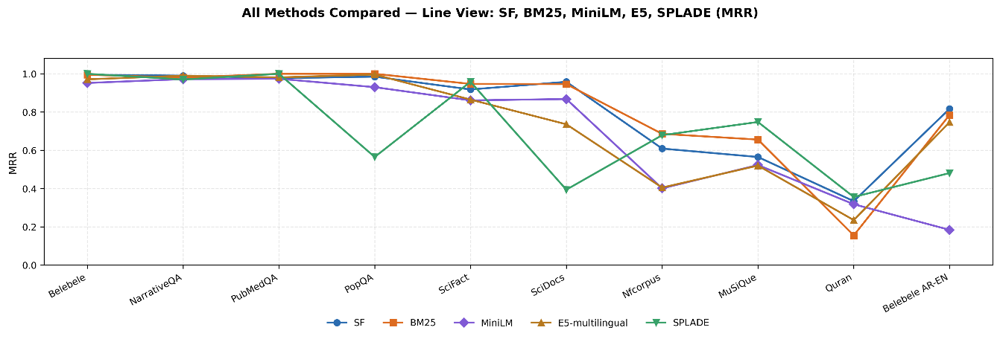 All Methods Compared — Line View: SF, BM25, MiniLM, E5, SPLADE (MRR)
MRR
1.0
0.8
0.6
0.4
0.2
0.0
Belebele
NarrativeQA
PubMedQA
PopQA
SciFact
SciDocs
Nfcorpus
MuSiQue
Quran
Belebele AR-EN
SF BM25 MiniLM E5-multilingual SPLADE